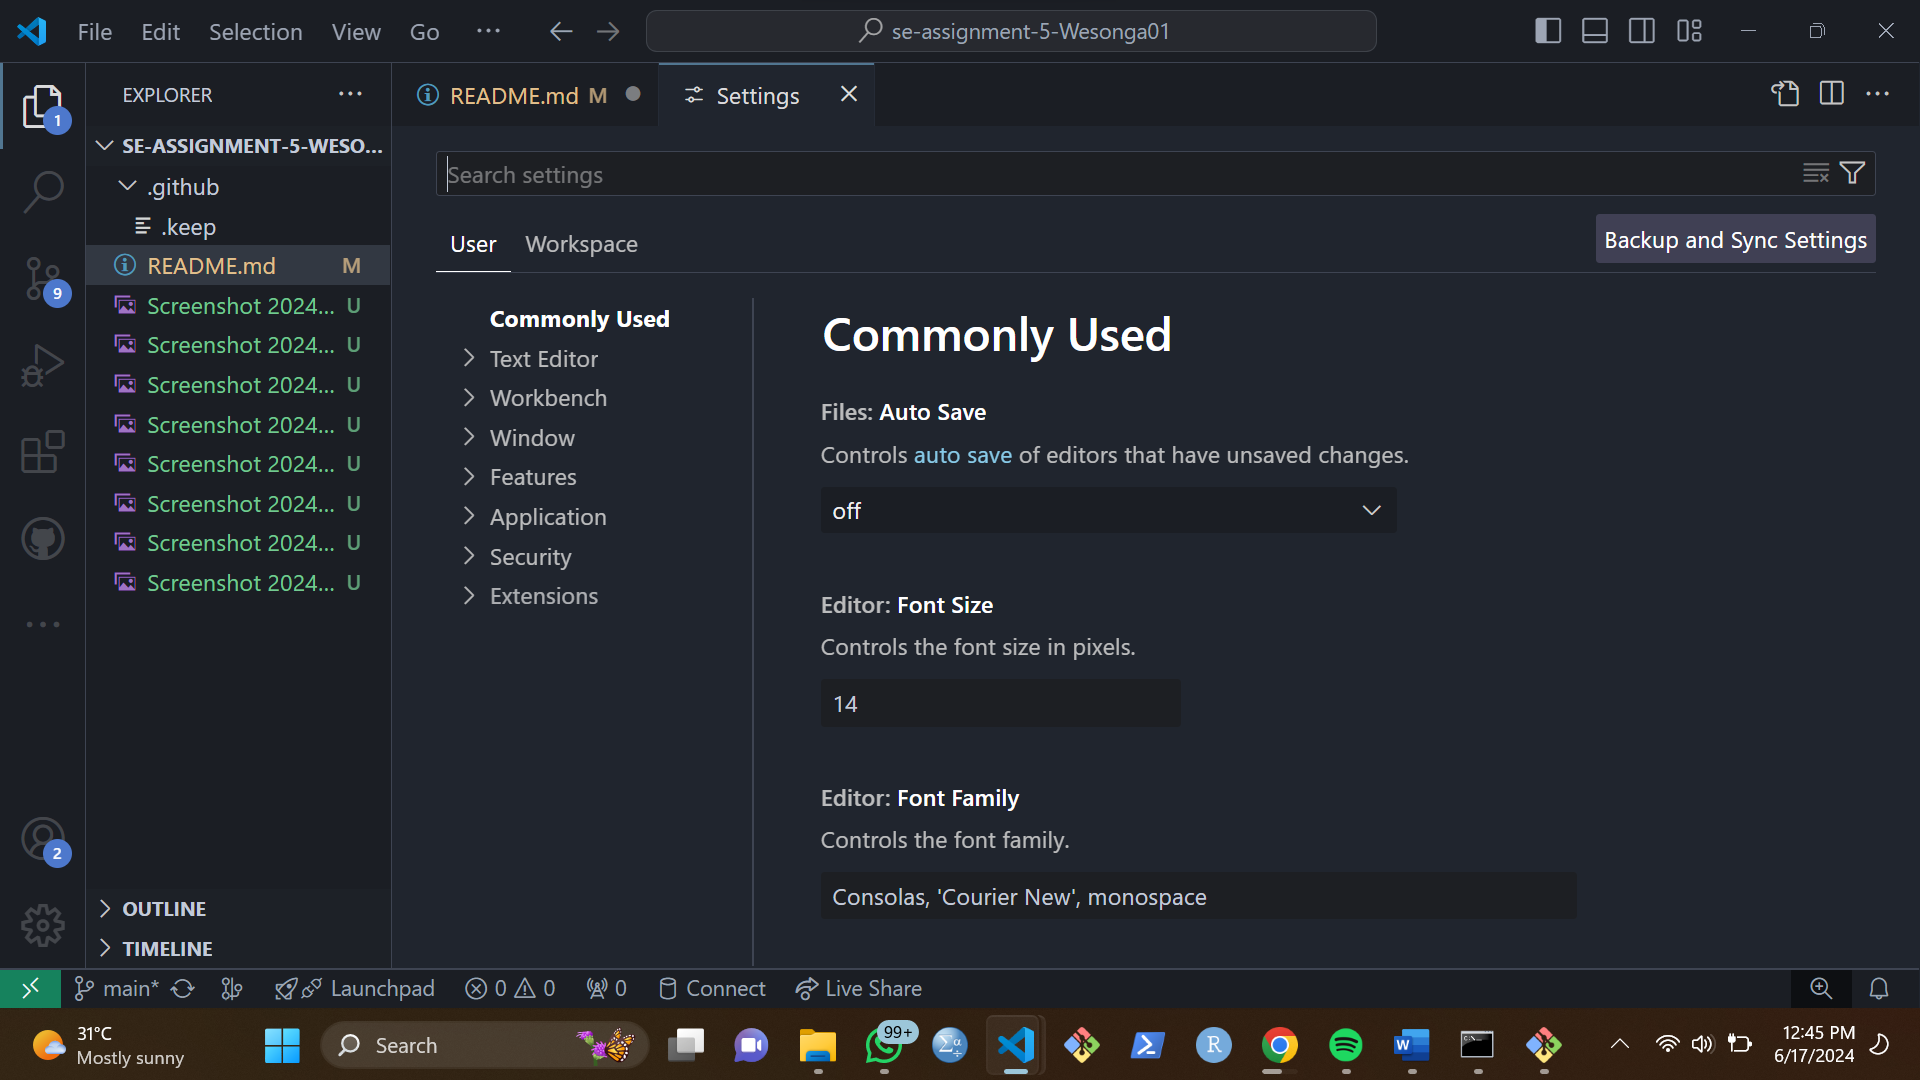 File Edit Selection View Go ··· se-assignment-5-Wesonga01
EXPLORER ···
1
SE-ASSIGNMENT-5-WESO...
.github
.keep
README.md M
Screenshot 2024... U
Screenshot 2024... U
Screenshot 2024... U
Screenshot 2024... U
Screenshot 2024... U
Screenshot 2024... U
Screenshot 2024... U
Screenshot 2024... U
9
2
OUTLINE
TIMELINE
README.md M
Settings
Search settings
User Workspace
Backup and Sync Settings
Commonly Used
Text Editor
Workbench
Window
Features
Application
Security
Extensions
Commonly Used
Files: Auto Save
Controls auto save of editors that have unsaved changes.
off
Editor: Font Size
Controls the font size in pixels.
14
Editor: Font Family
Controls the font family.
Consolas, 'Courier New', monospace
main* Launchpad 0 0 0 Connect Live Share
31°C
Mostly sunny
Search
99+
Σα
R
W
12:45 PM
6/17/2024